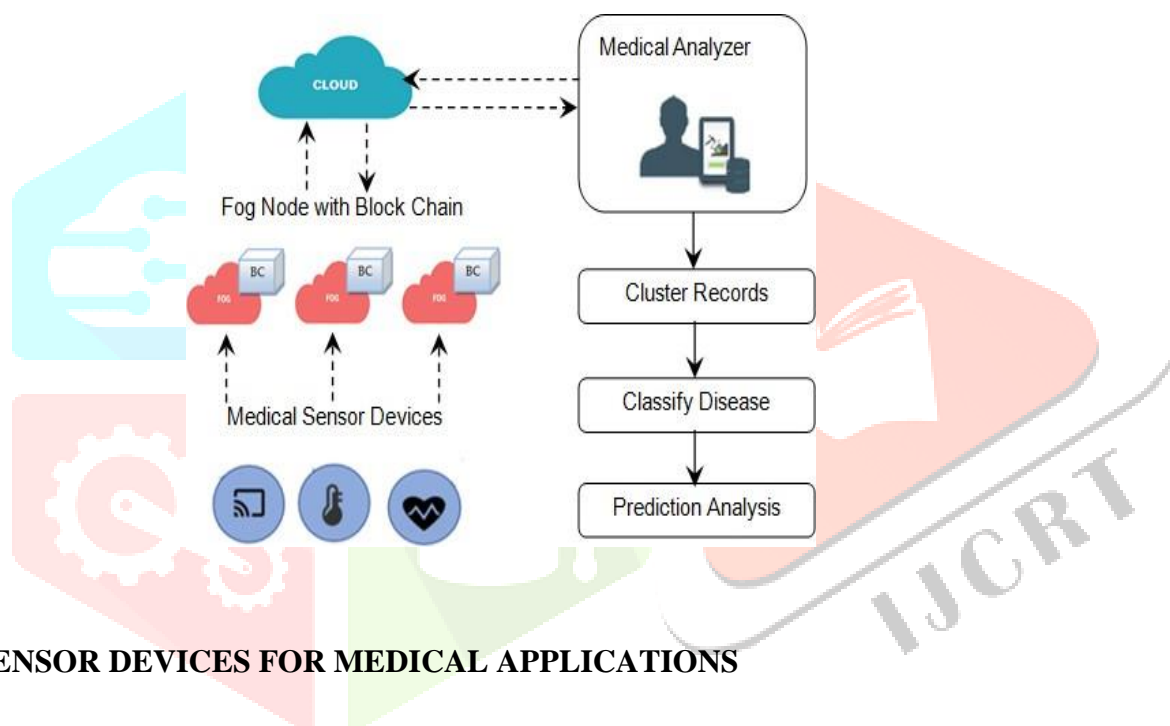 Medical Analyzer
CLOUD
Fog Node with Block Chain
BC
BC
BC
FOG
FOG
FOG
Cluster Records
Classify Disease
Medical Sensor Devices
Prediction Analysis
IJCRT
ENSOR DEVICES FOR MEDICAL APPLICATIONS